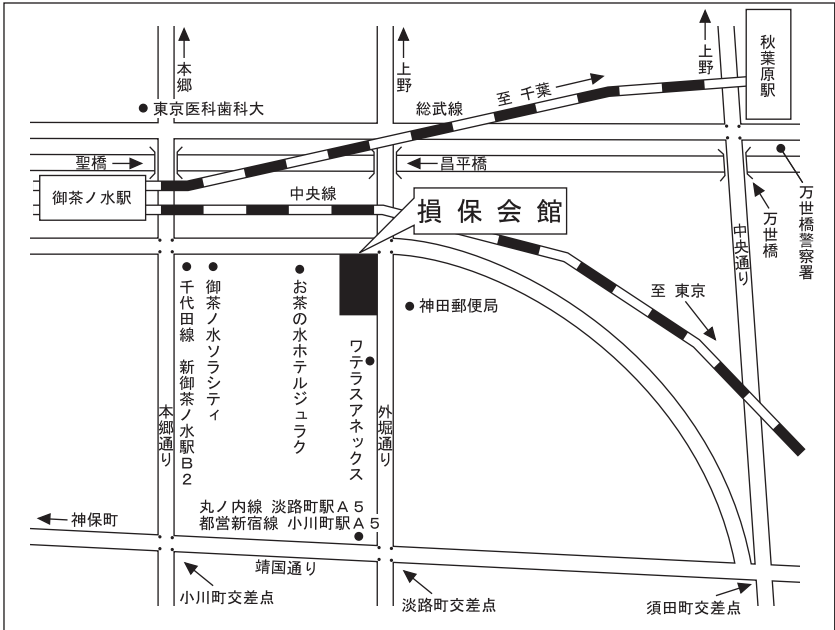 本郷
上野
上野
秋葉原駅
至 千葉
総武線
東京医科歯科大
聖橋
昌平橋
御茶ノ水駅
中央線
損保会館
万世橋
万世橋警察署
中央通り
至 東京
神田郵便局
千代田線 新御茶ノ水駅B2
御茶ノ水ソラシティ
お茶の水ホテルジュラク
ワテラスアネックス
本郷通り
外堀通り
丸ノ内線 淡路町駅A5
都営新宿線 小川町駅A5
神保町
靖国通り
小川町交差点
淡路町交差点
須田町交差点